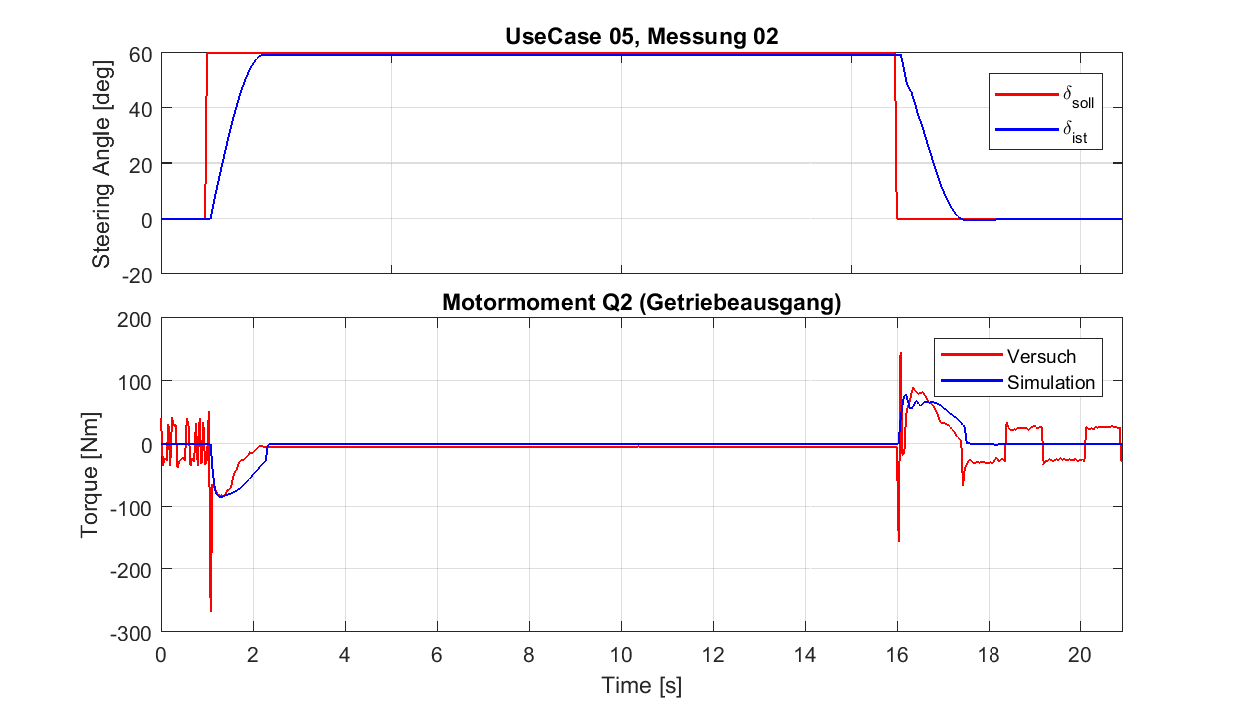 UseCase 05, Messung 02
Steering Angle [deg]
60
40
20
0
-20
δsoll
δist
Motormoment Q2 (Getriebeausgang)
Torque [Nm]
200
100
0
-100
-200
-300
Versuch
Simulation
0 2 4 6 8 10 12 14 16 18 20
Time [s]